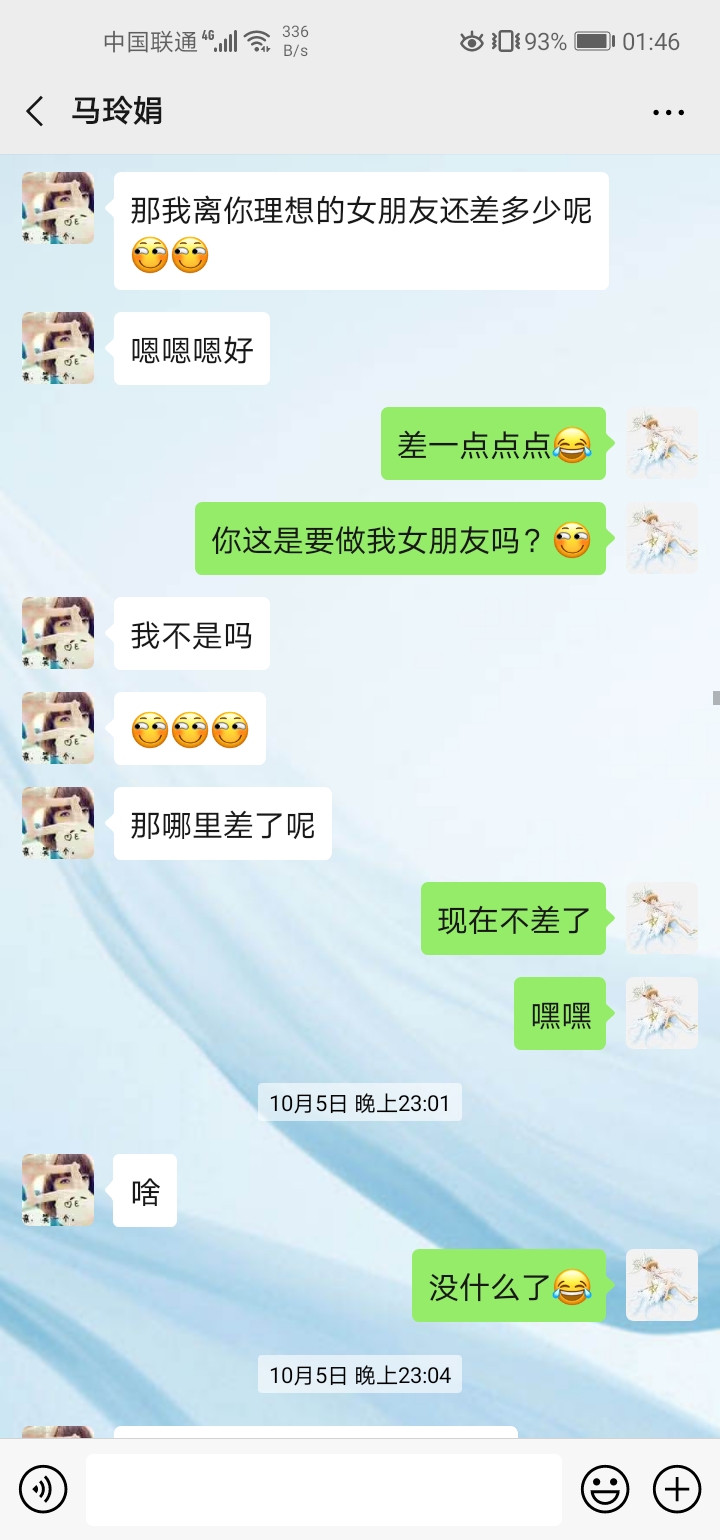 中国联通 4G 336 B/s 93% 01:46
马玲娟
那我离你理想的女朋友还差多少呢
嗯嗯嗯好
差一点点点😂
你这是要做我女朋友吗?
我不是吗
那哪里差了呢
现在不差了
嘿嘿
10月5日 晚上23:01
啥
没什么了😂
10月5日 晚上23:04